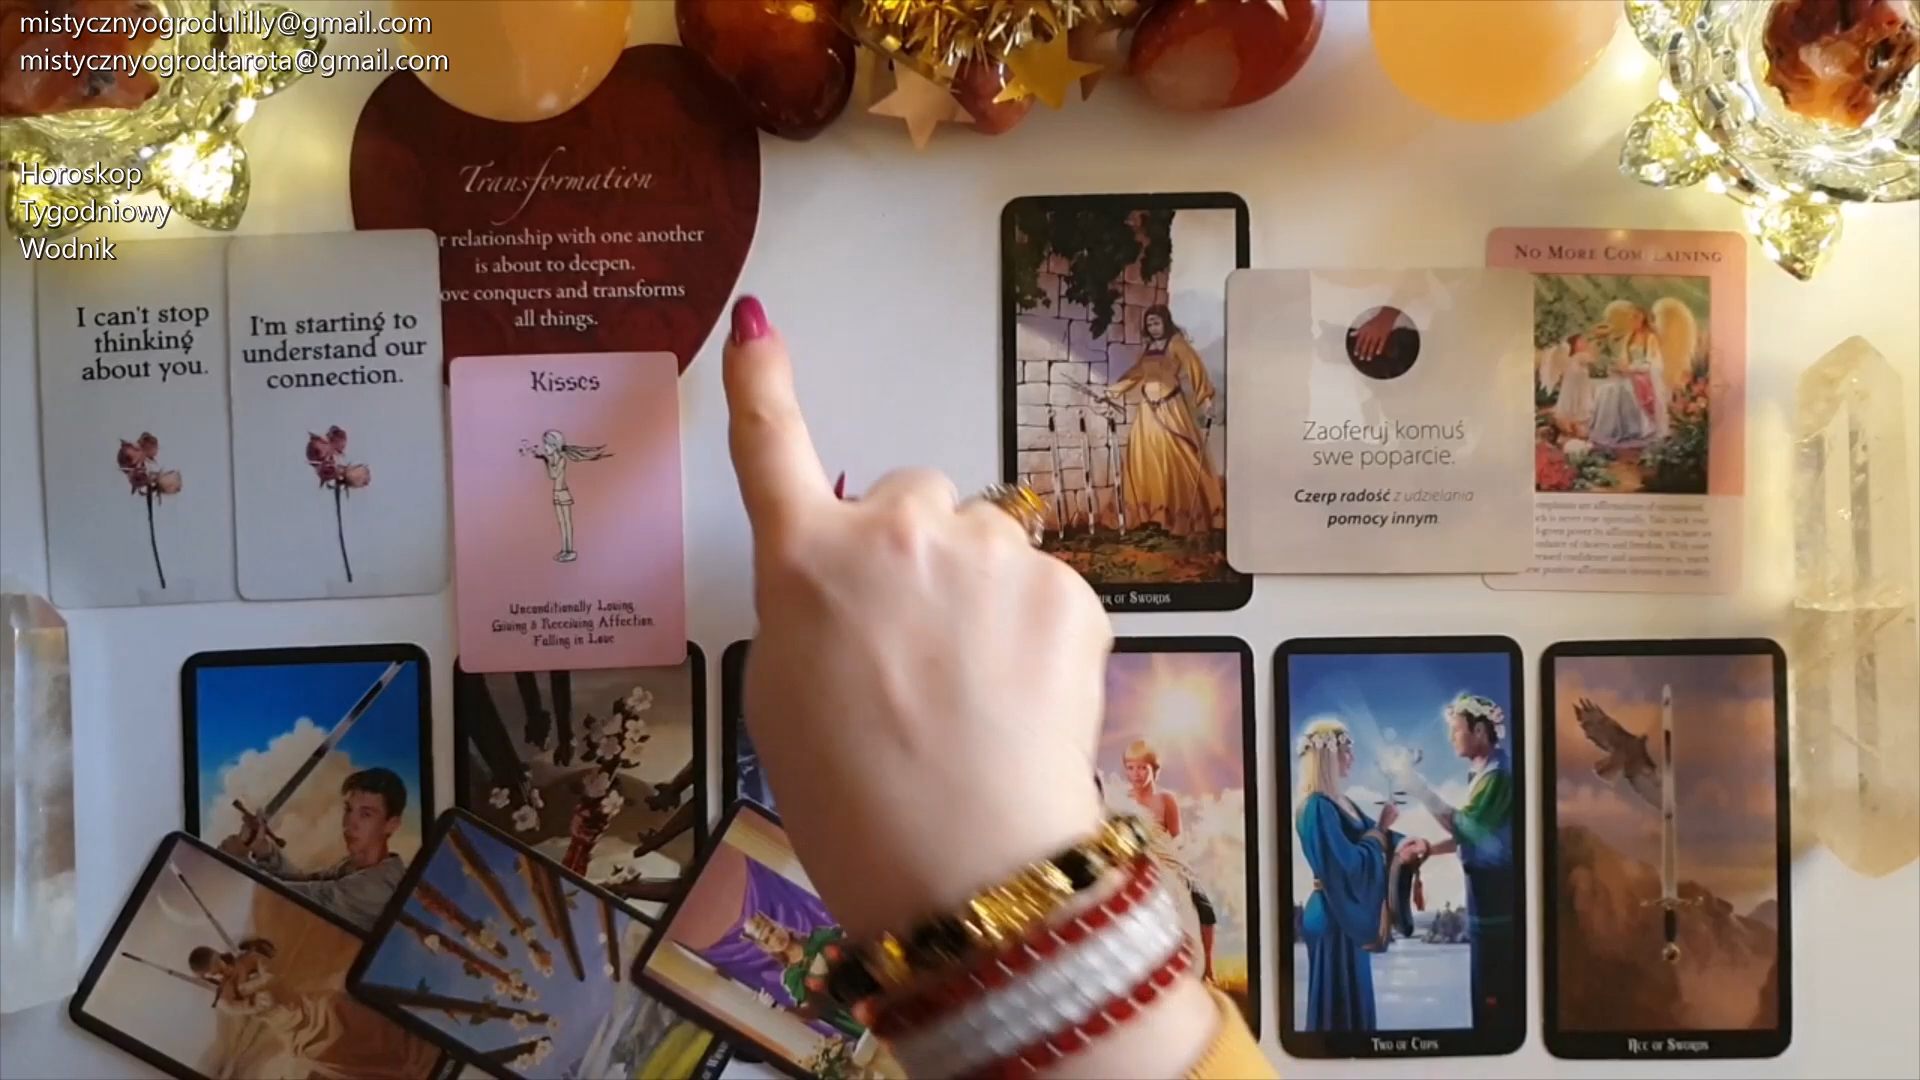 mistycznyogrodulilly@gmail.com
mistycznyogrodtarota@gmail.com
Horoskop
Tygodniowy
Wodnik
Transformation
r relationship with one another
is about to deepen.
ove conquers and transforms
all things.
I can't stop
thinking
about you.
I'm starting to
understand our
connection.
Kisses
Unconditionally Loving
Giving & Receiving Affection
Falling in Love
of Swords
Zaoferuj komuś
swe poparcie.
Czerp radość z udzielania
pomocy innym.
No More Complaining
Two of Cups
Ace of Swords